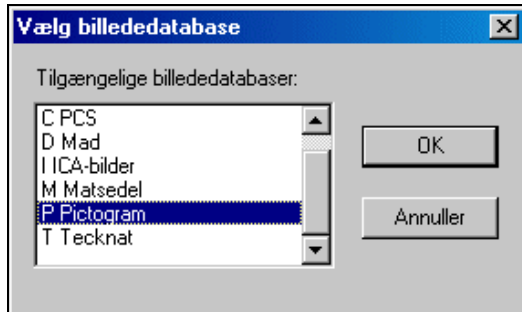 Vælg billededatabase
Tilgængelige billededatabaser:
C PCS
D Mad
I ICA-bilder
M Matsedel
P Pictogram
T Tecknat
OK
Annuller